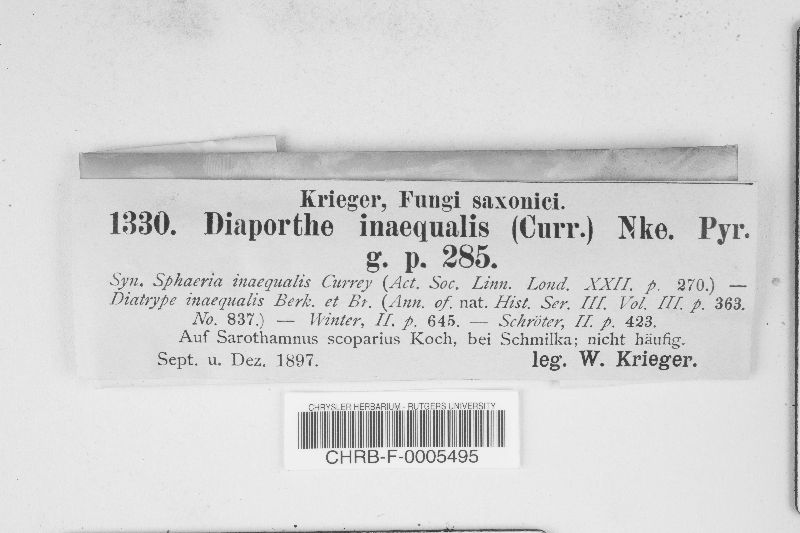 Krieger, Fungi saxonici.
1330. Diaporthe inaequalis (Curr.) Nke. Pyr.
g. p. 285.
Syn. Sphaeria inaequalis Currey (Act. Soc. Linn. Lond. XXII. p. 270.) —
Diatrype inaequalis Berk. et Br. (Ann. of. nat. Hist. Ser. III. Vol. III. p. 363.
No. 837.) — Winter, II. p. 645. — Schröter, II. p. 423.
Auf Sarothamnus scoparius Koch, bei Schmilka; nicht häufig.
Sept. u. Dez. 1897. leg. W. Krieger.
CHRYSLER HERBARIUM - RUTGERS UNIVERSITY
CHRB-F-0005495